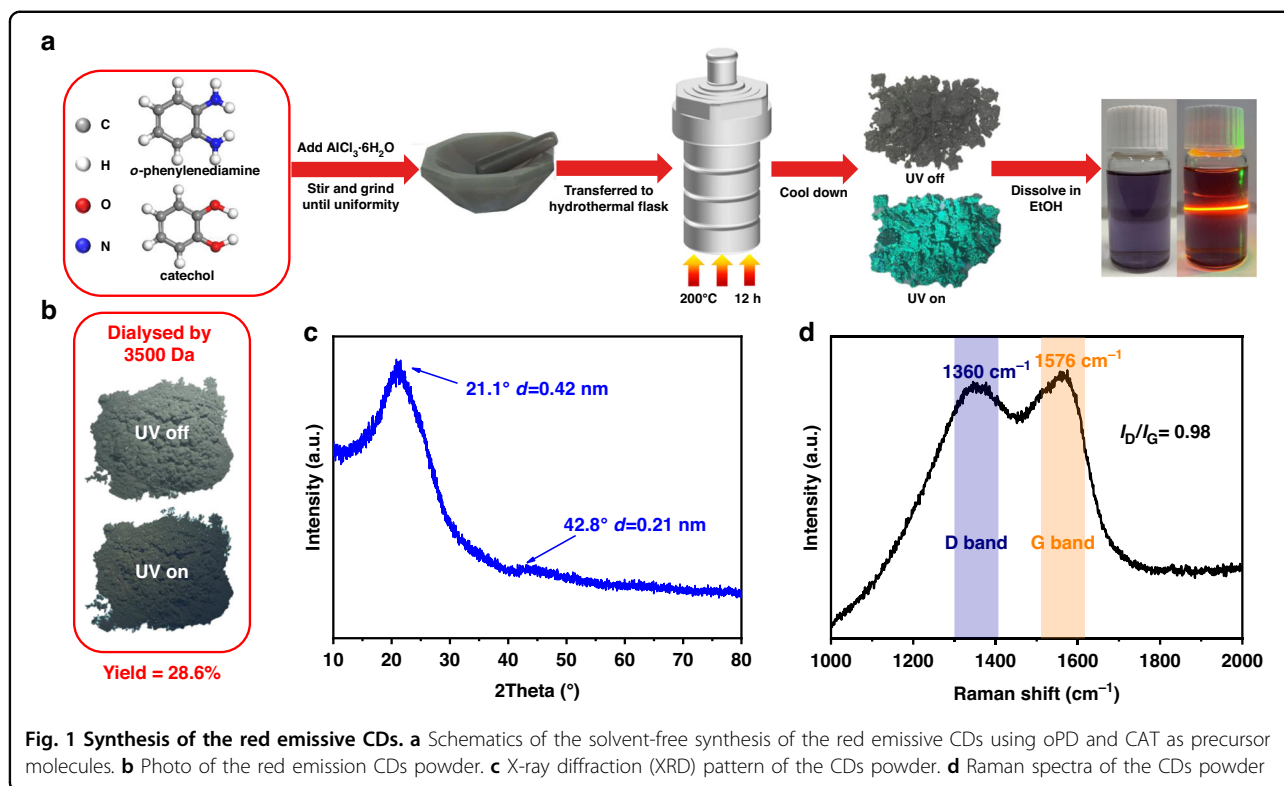 a
C
H
O
N
o-phenylenediamine
catechol
Add AlCl₃·6H₂O
Stir and grind
until uniformity
Transferred to
hydrothermal flask
200°C 12 h
Cool down
UV off
UV on
Dissolve in
EtOH
b
Dialysed by
3500 Da
UV off
UV on
Yield = 28.6%
c
Intensity (a.u.)
21.1° d=0.42 nm
42.8° d=0.21 nm
10 20 30 40 50 60 70 80
2Theta (°)
d
Intensity (a.u.)
1360 cm⁻¹
1576 cm⁻¹
I_D/I_G= 0.98
D band
G band
1000 1200 1400 1600 1800 2000
Raman shift (cm⁻¹)
Fig. 1 Synthesis of the red emissive CDs. a Schematics of the solvent-free synthesis of the red emissive CDs using oPD and CAT as precursor
molecules. b Photo of the red emission CDs powder. c X-ray diffraction (XRD) pattern of the CDs powder. d Raman spectra of the CDs powder